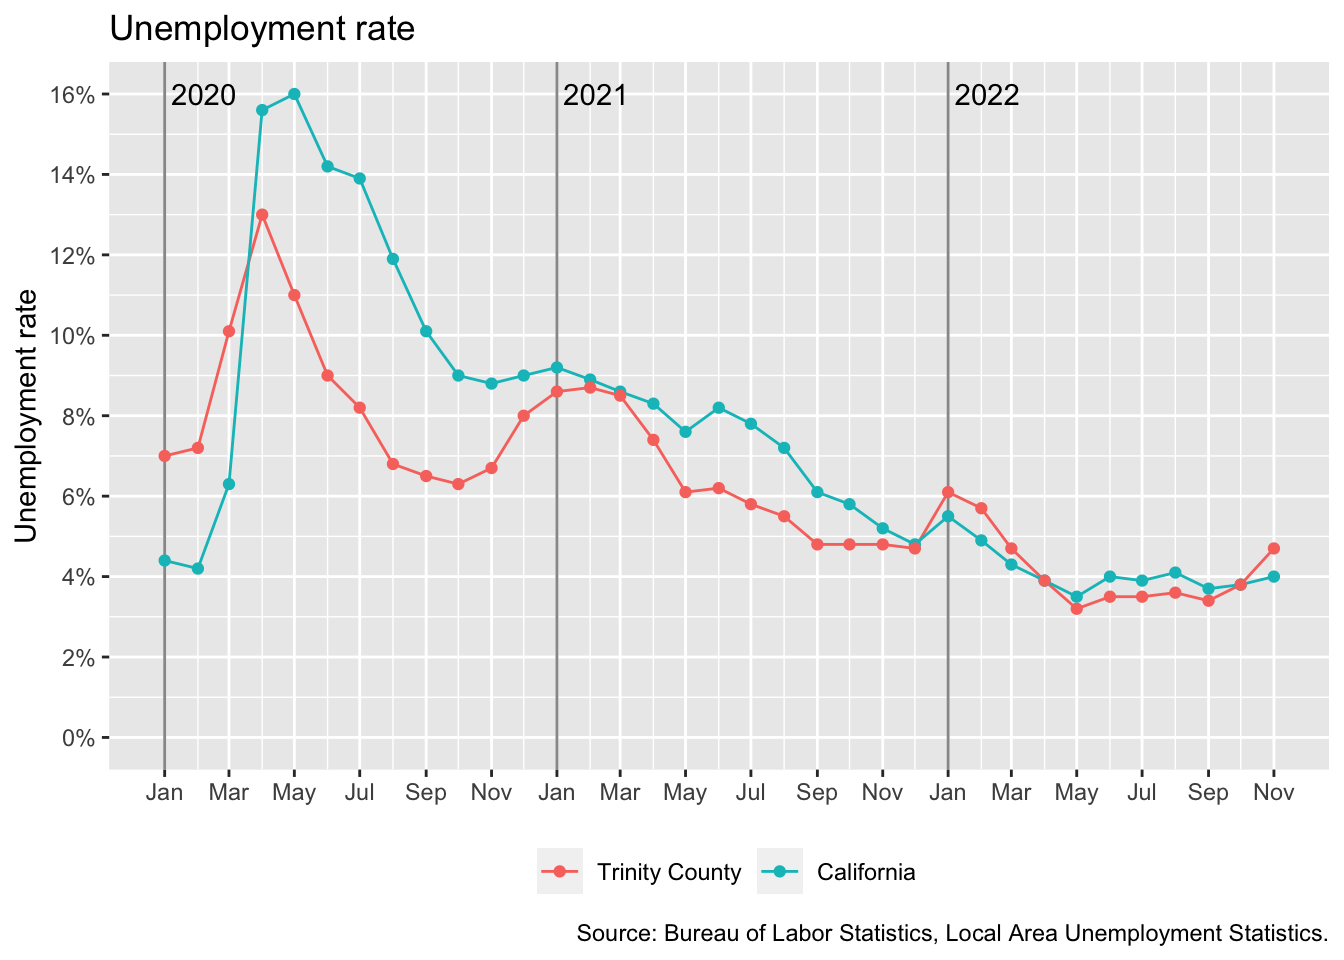 Unemployment rate
2020 2021 2022
16%
14%
12%
10%
8%
6%
4%
2%
0%
Unemployment rate
Jan Mar May Jul Sep Nov Jan Mar May Jul Sep Nov Jan Mar May Jul Sep Nov
Trinity County California
Source: Bureau of Labor Statistics, Local Area Unemployment Statistics.